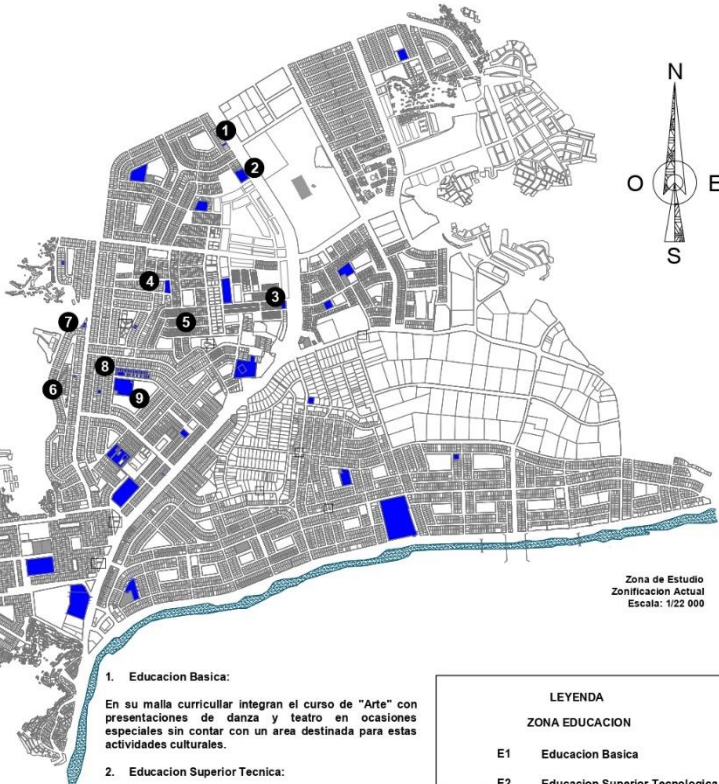 N
O E
S
1
2
3
4
5
7
8
6
9
Zona de Estudio
Zonificacion Actual
Escala: 1/22 000
1. Educacion Basica:
En su malla curricullar integran el curso de "Arte" con
presentaciones de danza y teatro en ocasiones
especiales sin contar con un area destinada para estas
actividades culturales.
2. Educacion Superior Tecnica:
LEYENDA
ZONA EDUCACION
E1 Educacion Basica
E2 Educacion Superior Tecnologica